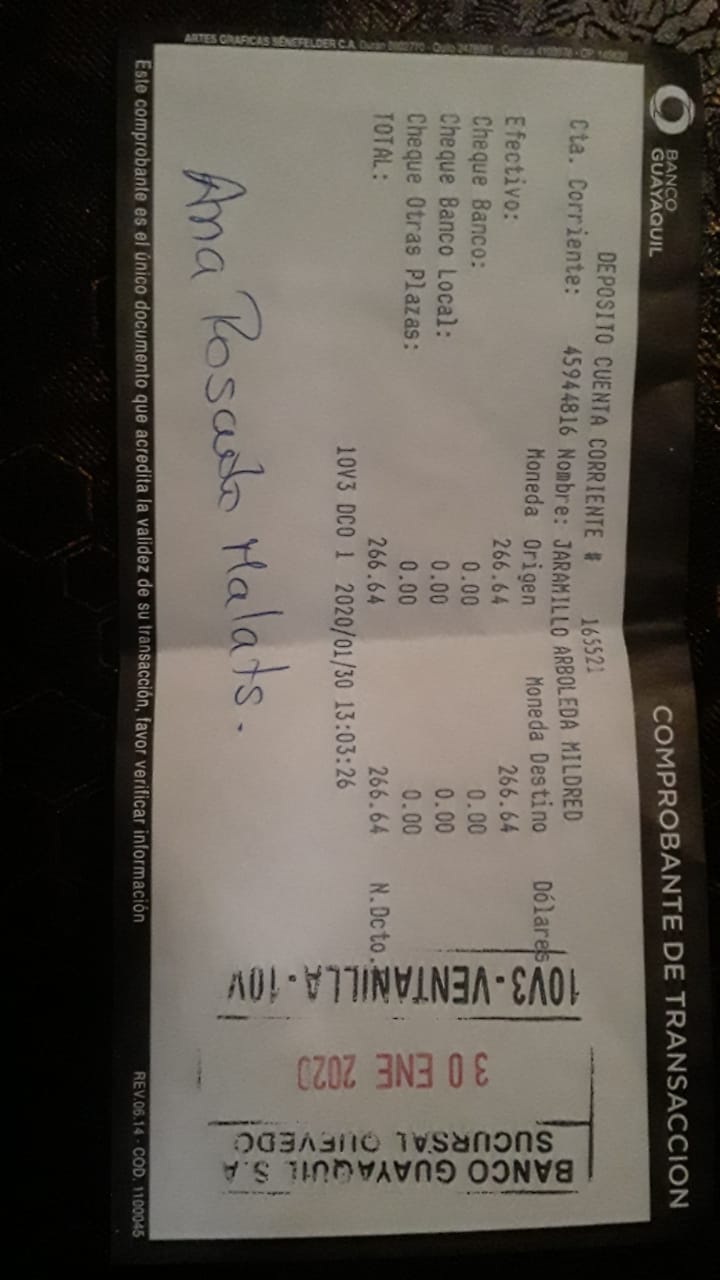 BANCO
GUAYAQUIL
COMPROBANTE DE TRANSACCION
ARTES GRAFICAS SENEFELDER C.A.
DEPOSITO CUENTA CORRIENTE # 165521
Cta. Corriente: 45944816 Nombre: JARAMILLO ARBOLEDA MILDRED
Moneda Origen Moneda Destino Dólares
Efectivo: 266.64 266.64
Cheque Banco: 0.00 0.00
Cheque Banco Local: 0.00 0.00
Cheque Otras Plazas: 0.00 0.00
TOTAL: 266.64 266.64 N.Dcto.
10V3 DCO 1 2020/01/30 13:03:26
Ana Rosado Malats.
BANCO GUAYAQUIL S.A
SUCURSAL QUEVEDO
30 ENE 2020
10V3-VENTANILLA-10V
Este comprobante es el único documento que acredita la validez de su transacción, favor verificar información
REV.06.14 - COD. 1100045